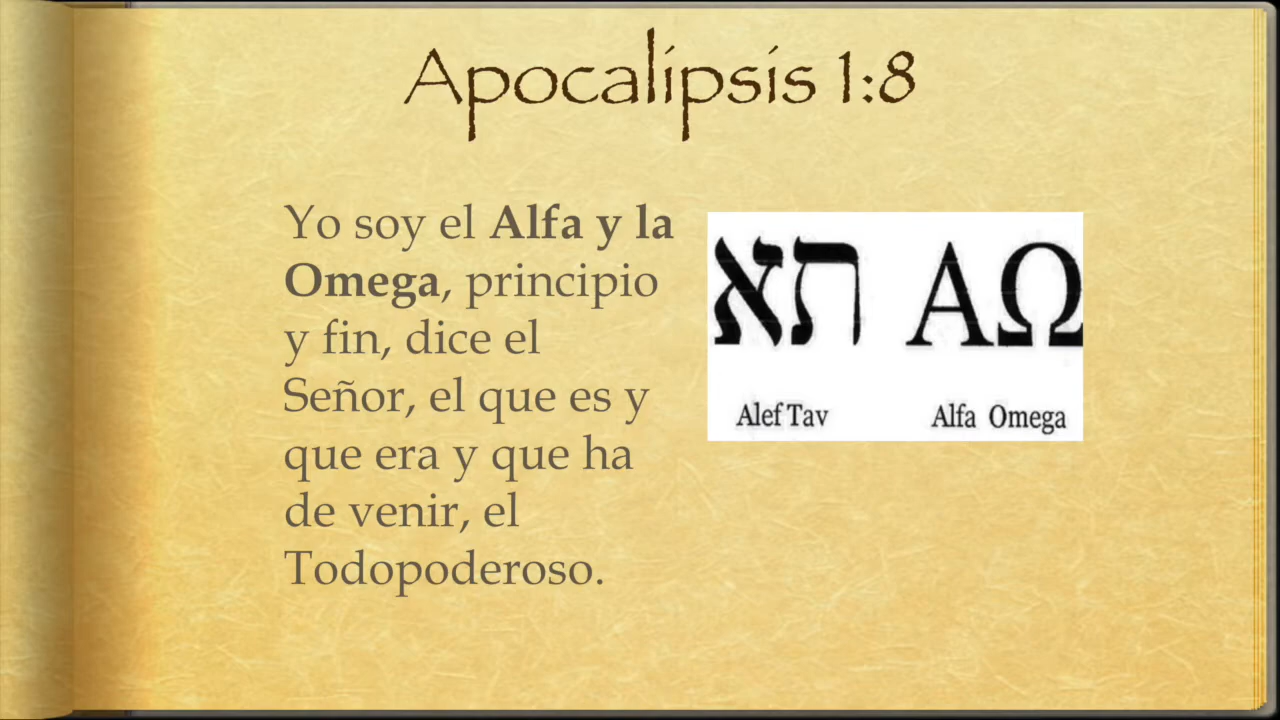 Apocalipsis 1:8
Yo soy el Alfa y la
Omega, principio
y fin, dice el
Señor, el que es y
que era y que ha
de venir, el
Todopoderoso.
תא ΑΩ
Alef Tav Alfa Omega